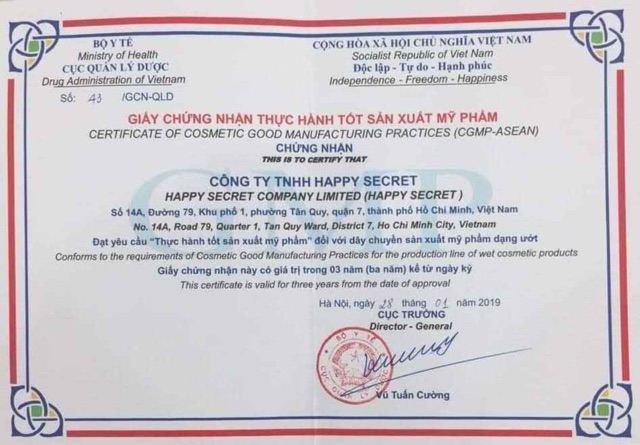 BỘ Y TẾ
Ministry of Health
CỤC QUẢN LÝ DƯỢC
Drug Administration of Vietnam
Số: 43 /GCN-QLD
CỘNG HÒA XÃ HỘI CHỦ NGHĨA VIỆT NAM
Socialist Republic of Viet Nam
Độc lập - Tự do - Hạnh phúc
Independence - Freedom - Happiness
GIẤY CHỨNG NHẬN THỰC HÀNH TỐT SẢN XUẤT MỸ PHẨM
CERTIFICATE OF COSMETIC GOOD MANUFACTURING PRACTICES (CGMP-ASEAN)
CHỨNG NHẬN
THIS IS TO CERTIFY THAT
CÔNG TY TNHH HAPPY SECRET
HAPPY SECRET COMPANY LIMITED (HAPPY SECRET )
Số 14A, Đường 79, Khu phố 1, phường Tân Quy, quận 7, thành phố Hồ Chí Minh, Việt Nam
No. 14A, Road 79, Quarter 1, Tan Quy Ward, District 7, Ho Chi Minh City, Vietnam
Đạt yêu cầu "Thực hành tốt sản xuất mỹ phẩm" đối với dây chuyền sản xuất mỹ phẩm dạng ướt
Conforms to the requirements of Cosmetic Good Manufacturing Practices for the production line of wet cosmetic products
Giấy chứng nhận này có giá trị trong 03 năm (ba năm) kể từ ngày ký
This certificate is valid for three years from the date of approval
Hà Nội, ngày 28 tháng 01 năm 2019
CỤC TRƯỞNG
Director - General
BỘ Y TẾ
CỤC QUẢN LÝ DƯỢC
Vũ Tuấn Cường